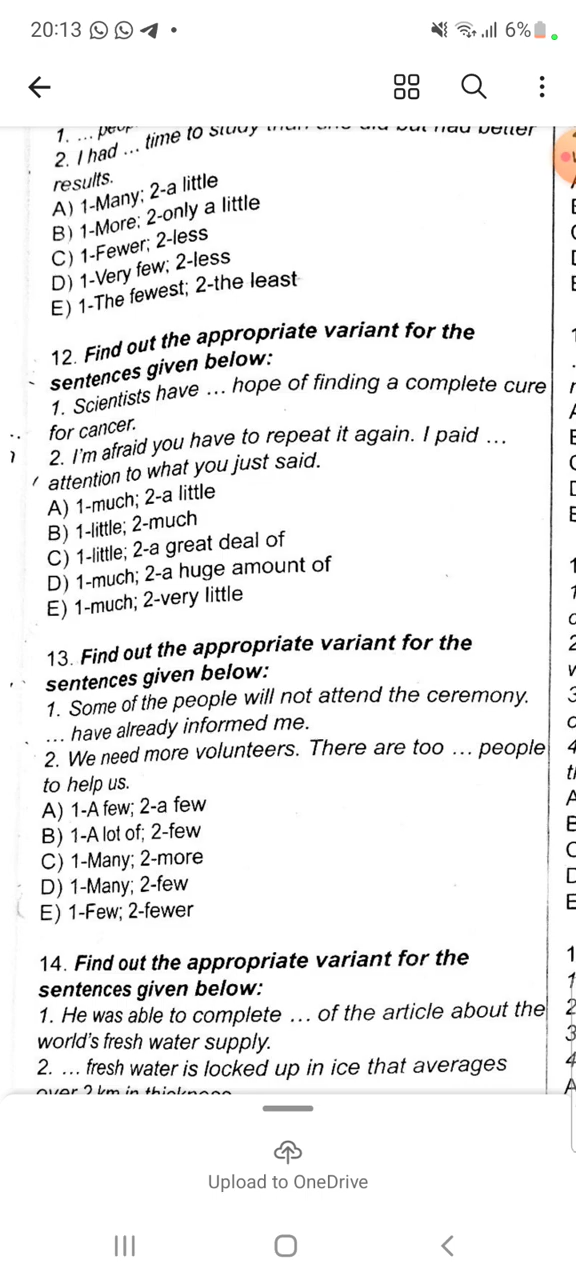 20:13 6%
1. ...
2. I had ... time to study but had better
results.
A) 1-Many; 2-a little
B) 1-More; 2-only a little
C) 1-Fewer; 2-less
D) 1-Very few; 2-less
E) 1-The fewest; 2-the least
12. Find out the appropriate variant for the
sentences given below:
1. Scientists have ... hope of finding a complete cure
for cancer.
2. I'm afraid you have to repeat it again. I paid ...
attention to what you just said.
A) 1-much; 2-a little
B) 1-little; 2-much
C) 1-little; 2-a great deal of
D) 1-much; 2-a huge amount of
E) 1-much; 2-very little
13. Find out the appropriate variant for the
sentences given below:
1. Some of the people will not attend the ceremony.
... have already informed me.
2. We need more volunteers. There are too ... people
to help us.
A) 1-A few; 2-a few
B) 1-A lot of; 2-few
C) 1-Many; 2-more
D) 1-Many; 2-few
E) 1-Few; 2-fewer
14. Find out the appropriate variant for the
sentences given below:
1. He was able to complete ... of the article about the
world's fresh water supply.
2. ... fresh water is locked up in ice that averages
over 2 km in thickness
Upload to OneDrive